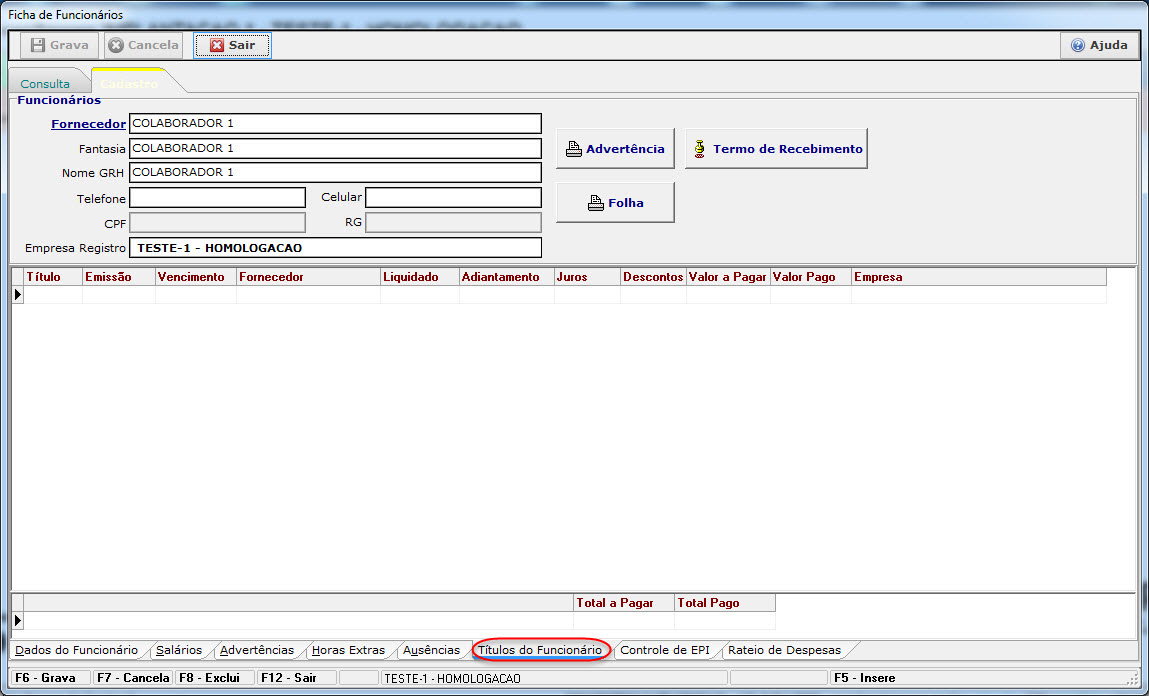 Ficha de Funcionários
Grava Cancela Sair Ajuda
Consulta Cadastro
Funcionários
Fornecedor COLABORADOR 1
Fantasia COLABORADOR 1
Nome GRH COLABORADOR 1
Telefone Celular
CPF RG
Empresa Registro TESTE-1 - HOMOLOGACAO
Advertência Termo de Recebimento
Folha
Título Emissão Vencimento Fornecedor Liquidado Adiantamento Juros Descontos Valor a Pagar Valor Pago Empresa
Total a Pagar Total Pago
Dados do Funcionário Salários Advertências Horas Extras Ausências Títulos do Funcionário Controle de EPI Rateio de Despesas
F6 - Grava F7 - Cancela F8 - Exclui F12 - Sair TESTE-1 - HOMOLOGACAO F5 - Insere